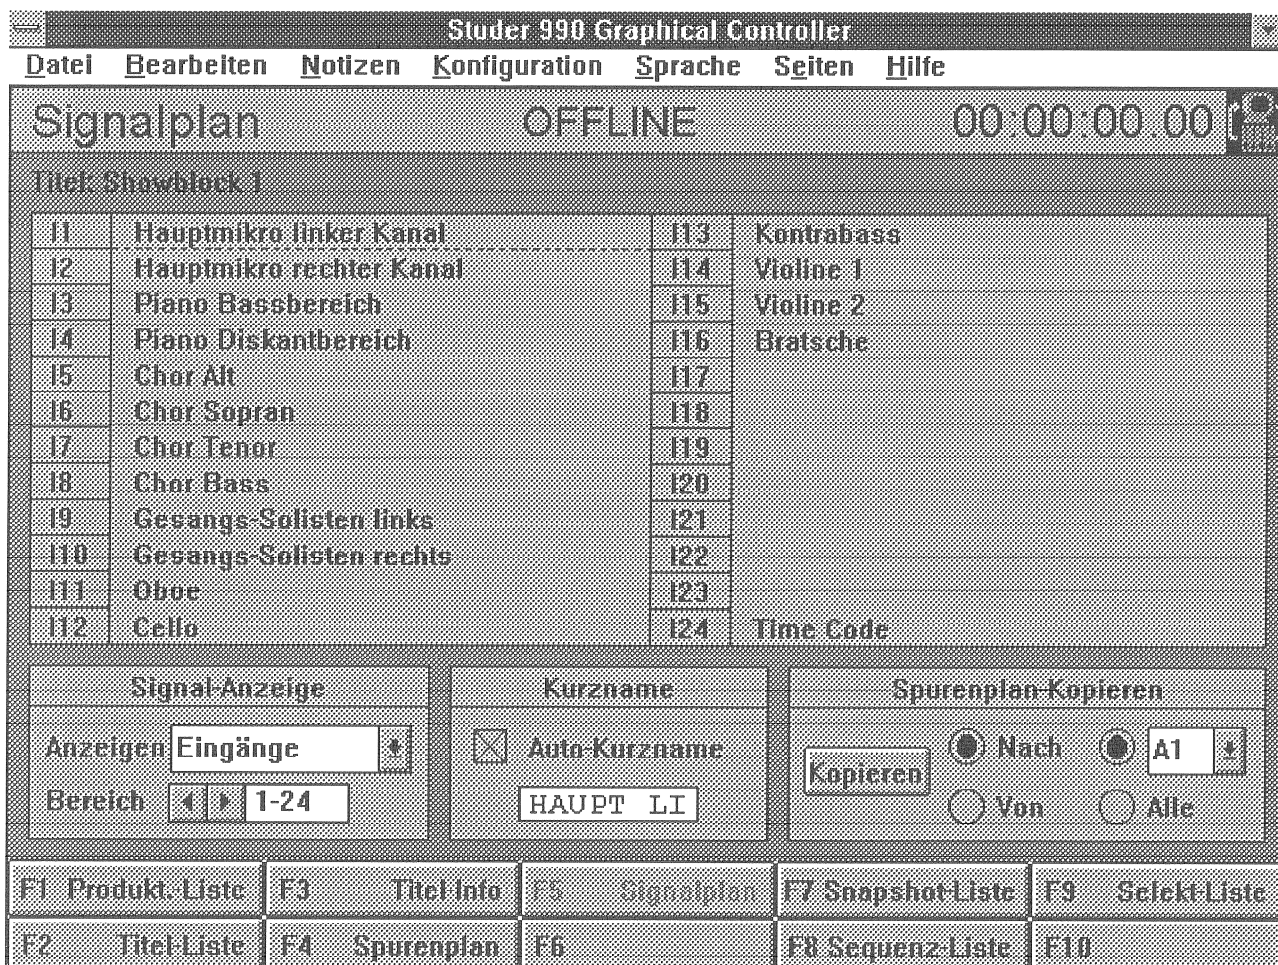 Studer 990 Graphical Controller
Datei Bearbeiten Notizen Konfiguration Sprache Seiten Hilfe
Signalplan OFFLINE 00:00:00.00
Titel: Showblock 1
I1 Hauptmikro linker Kanal I13 Kontrabass
I2 Hauptmikro rechter Kanal I14 Violine 1
I3 Piano Bassbereich I15 Violine 2
I4 Piano Diskantbereich I16 Bratsche
I5 Chor Alt I17
I6 Chor Sopran I18
I7 Chor Tenor I19
I8 Chor Bass I20
I9 Gesangs-Solisten links I21
I10 Gesangs-Solisten rechts I22
I11 Oboe I23
I12 Cello I24 Time Code
Signal-Anzeige Kurzname Spurenplan-Kopieren
Anzeigen Eingänge Auto-Kurzname Kopieren Nach A1
Bereich 1-24 HAUPT LI Von Alle
F1 Produkt.-Liste F3 Titel Info F5 Signalplan F7 Snapshot-Liste F9 Selekt-Liste
F2 Titel-Liste F4 Spurenplan F6 F8 Sequenz-Liste F10